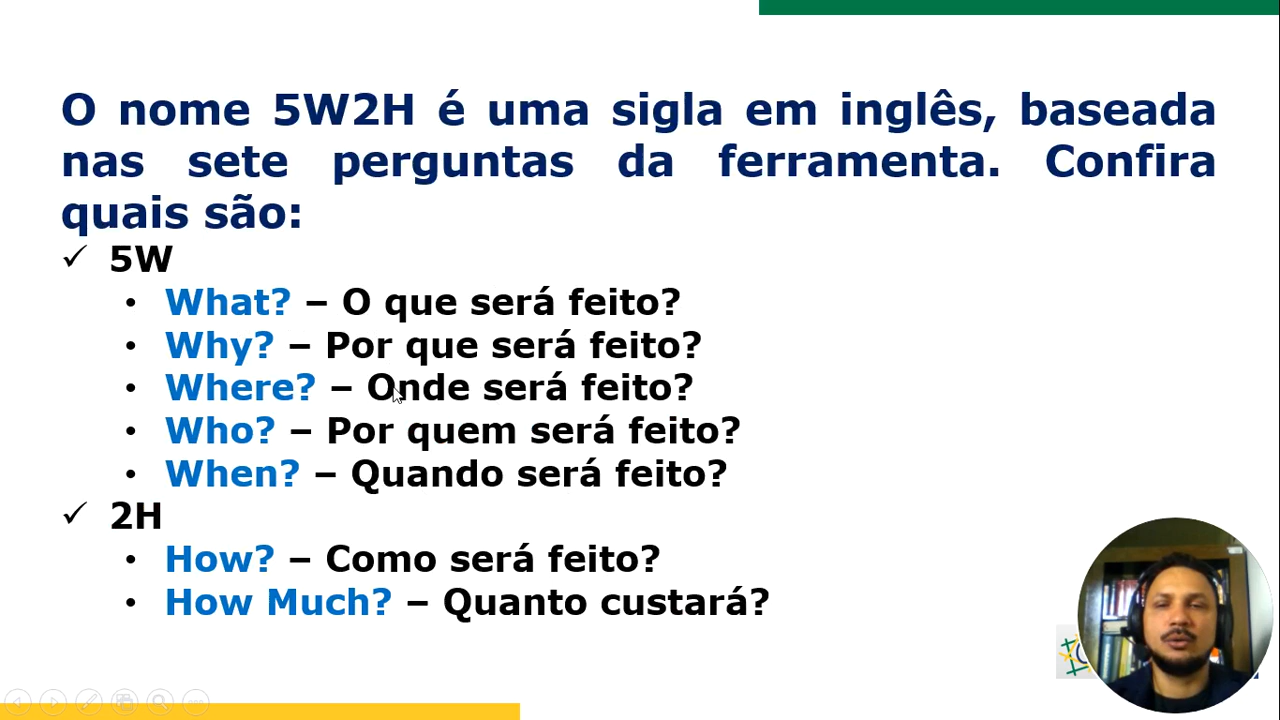 O nome 5W2H é uma sigla em inglês, baseada
nas sete perguntas da ferramenta. Confira
quais são:
✓ 5W
• What? – O que será feito?
• Why? – Por que será feito?
• Where? – Onde será feito?
• Who? – Por quem será feito?
• When? – Quando será feito?
✓ 2H
• How? – Como será feito?
• How Much? – Quanto custará?